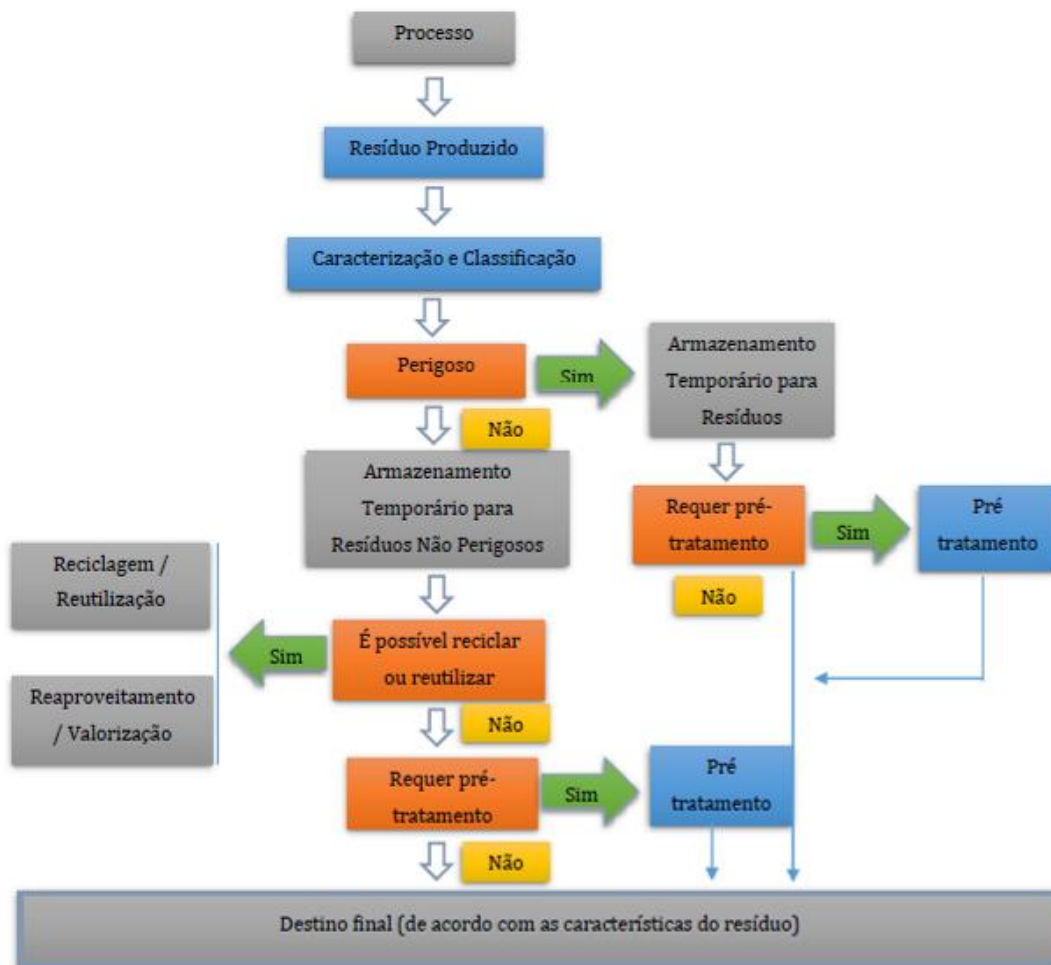 Processo
Resíduo Produzido
Caracterização e Classificação
Perigoso
Sim
Armazenamento
Temporário para
Resíduos
Não
Armazenamento
Temporário para
Resíduos Não Perigosos
Requer pré-
tratamento
Sim
Pré
tratamento
Não
Reciclagem /
Reutilização
Sim
É possível reciclar
ou reutilizar
Reaproveitamento
/ Valorização
Não
Requer pré-
tratamento
Sim
Pré
tratamento
Não
Destino final (de acordo com as características do resíduo)